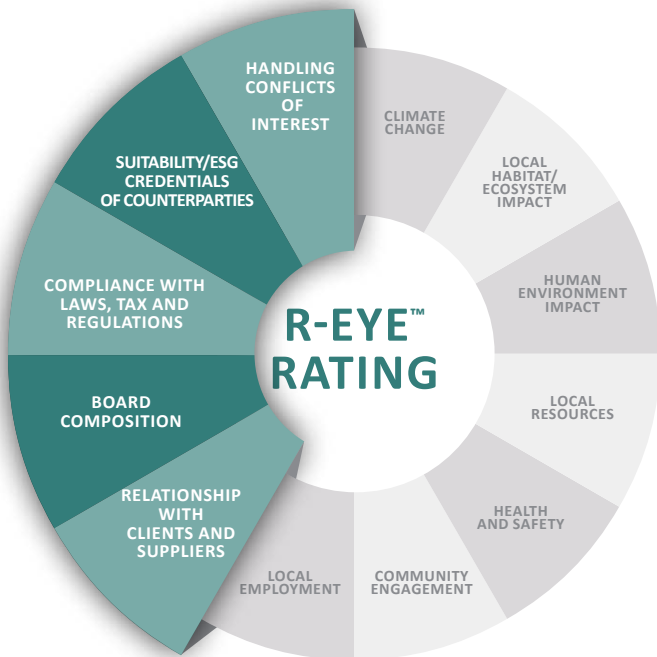 HANDLING
CONFLICTS
OF
INTEREST
CLIMATE
CHANGE
LOCAL
HABITAT/
ECOSYSTEM
IMPACT
HUMAN
ENVIRONMENT
IMPACT
LOCAL
RESOURCES
HEALTH
AND SAFETY
COMMUNITY
ENGAGEMENT
LOCAL
EMPLOYMENT
RELATIONSHIP
WITH
CLIENTS AND
SUPPLIERS
BOARD
COMPOSITION
COMPLIANCE WITH
LAWS, TAX AND
REGULATIONS
SUITABILITY/ESG
CREDENTIALS
OF COUNTERPARTIES
R-EYE™
RATING